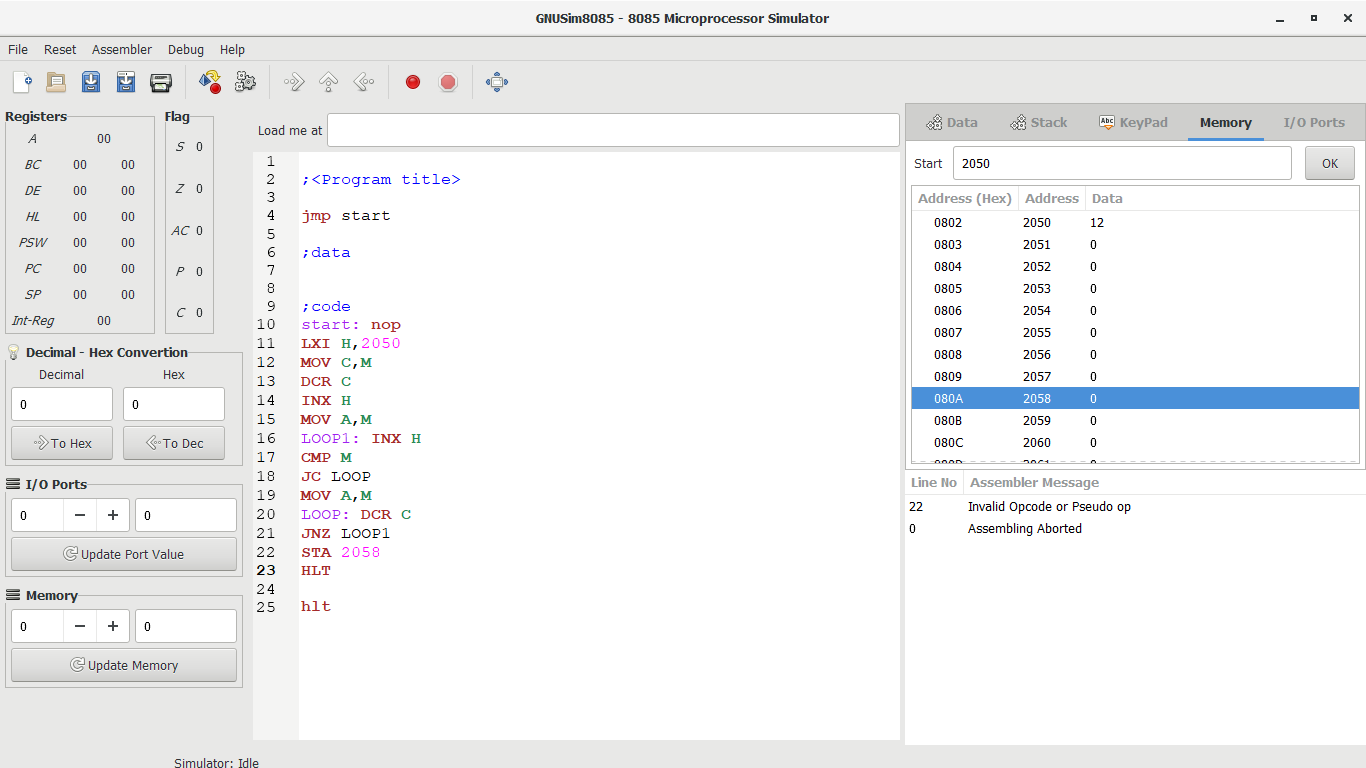 GNUSim8085 - 8085 Microprocessor Simulator
File Reset Assembler Debug Help
Registers
A 00
BC 00 00
DE 00 00
HL 00 00
PSW 00 00
PC 00 00
SP 00 00
Int-Reg 00
Flag
S 0
Z 0
AC 0
P 0
C 0
Decimal - Hex Convertion
Decimal Hex
0 0
To Hex To Dec
I/O Ports
0 − + 0
Update Port Value
Memory
0 − + 0
Update Memory
Load me at
1
2 ;<Program title>
3
4 jmp start
5
6 ;data
7
8
9 ;code
10 start: nop
11 LXI H,2050
12 MOV C,M
13 DCR C
14 INX H
15 MOV A,M
16 LOOP1: INX H
17 CMP M
18 JC LOOP
19 MOV A,M
20 LOOP: DCR C
21 JNZ LOOP1
22 STA 2058
23 HLT
24
25 hlt
Data Stack Abc KeyPad Memory I/O Ports
Start 2050 OK
Address (Hex) Address Data
0802 2050 12
0803 2051 0
0804 2052 0
0805 2053 0
0806 2054 0
0807 2055 0
0808 2056 0
0809 2057 0
080A 2058 0
080B 2059 0
080C 2060 0
080D 2061 0
Line No Assembler Message
22 Invalid Opcode or Pseudo op
0 Assembling Aborted
Simulator: Idle